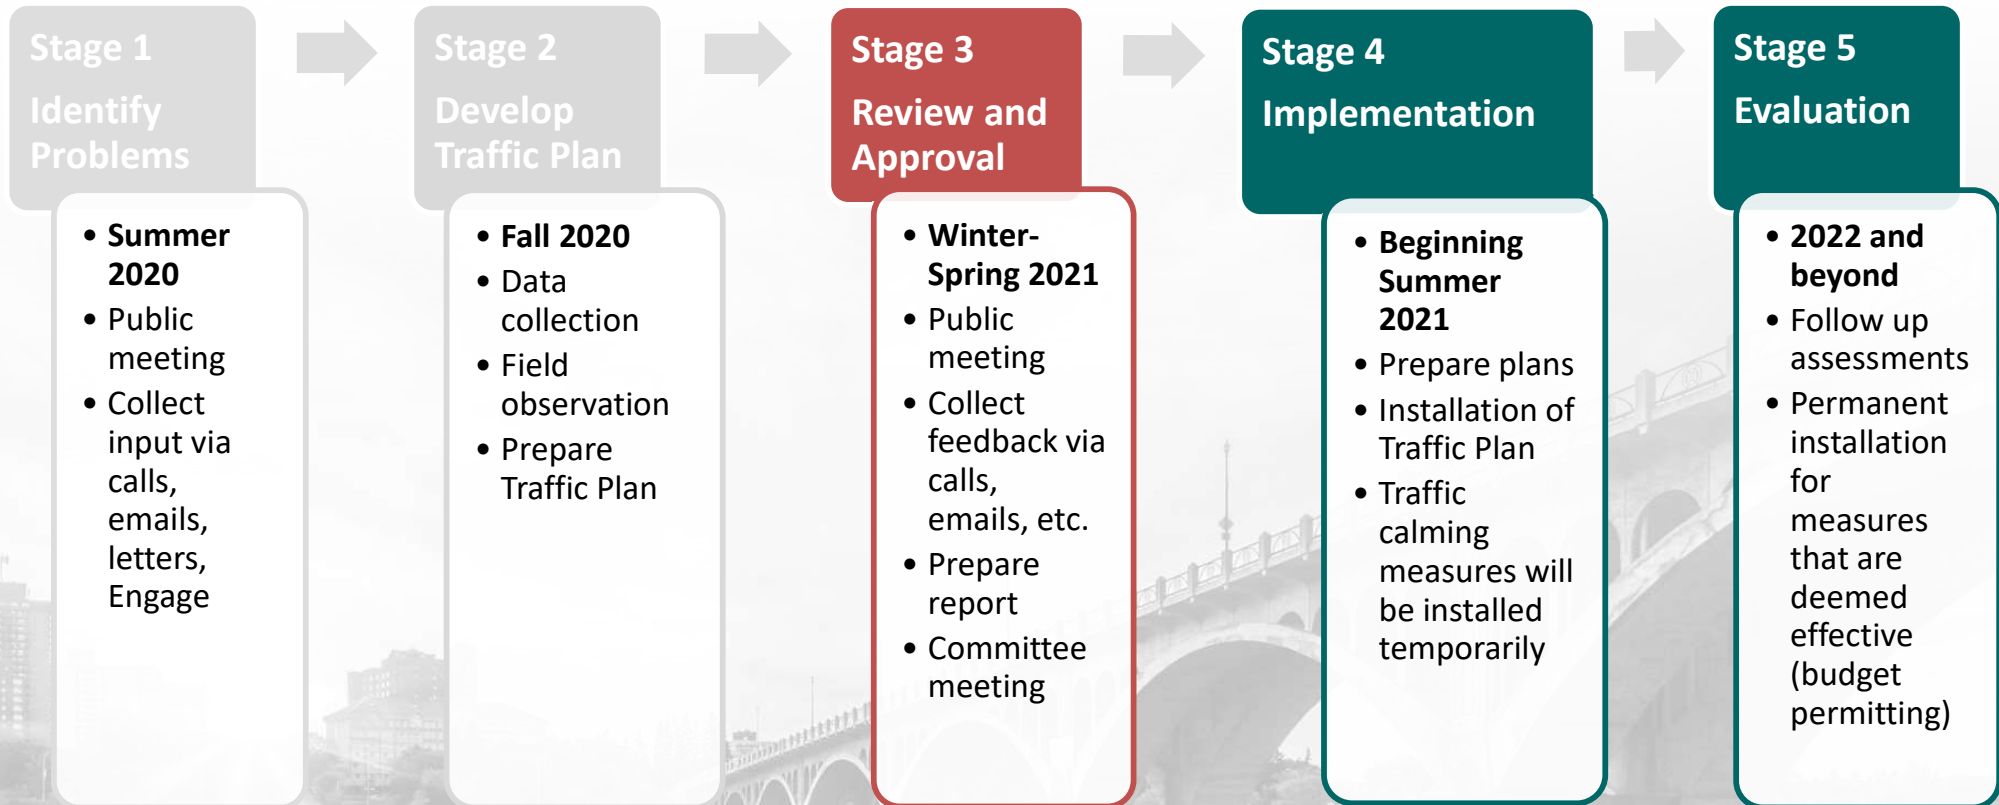 Stage 1
Identify
Problems
• Summer
2020
• Public
meeting
• Collect
input via
calls,
emails,
letters,
Engage
Stage 2
Develop
Traffic Plan
• Fall 2020
• Data
collection
• Field
observation
• Prepare
Traffic Plan
Stage 3
Review and
Approval
• Winter-
Spring 2021
• Public
meeting
• Collect
feedback via
calls,
emails, etc.
• Prepare
report
• Committee
meeting
Stage 4
Implementation
• Beginning
Summer
2021
• Prepare plans
• Installation of
Traffic Plan
• Traffic
calming
measures will
be installed
temporarily
Stage 5
Evaluation
• 2022 and
beyond
• Follow up
assessments
• Permanent
installation
for
measures
that are
deemed
effective
(budget
permitting)